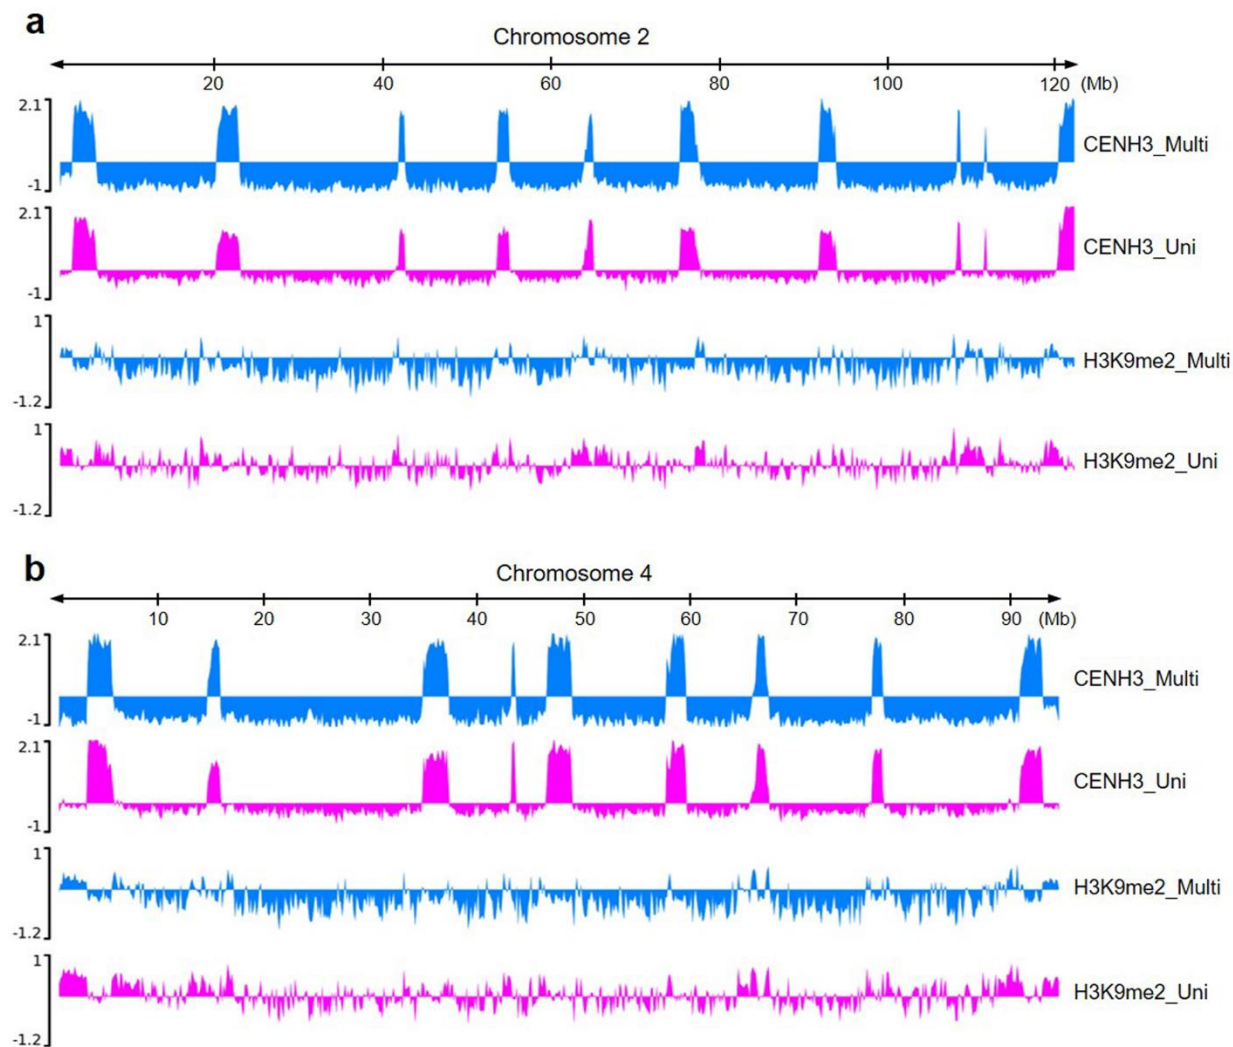 a
Chromosome 2
20 40 60 80 100 120 (Mb)
2.1
-1
CENH3_Multi
2.1
-1
CENH3_Uni
1
-1.2
H3K9me2_Multi
1
-1.2
H3K9me2_Uni
b
Chromosome 4
10 20 30 40 50 60 70 80 90 (Mb)
2.1
-1
CENH3_Multi
2.1
-1
CENH3_Uni
1
-1.2
H3K9me2_Multi
1
-1.2
H3K9me2_Uni